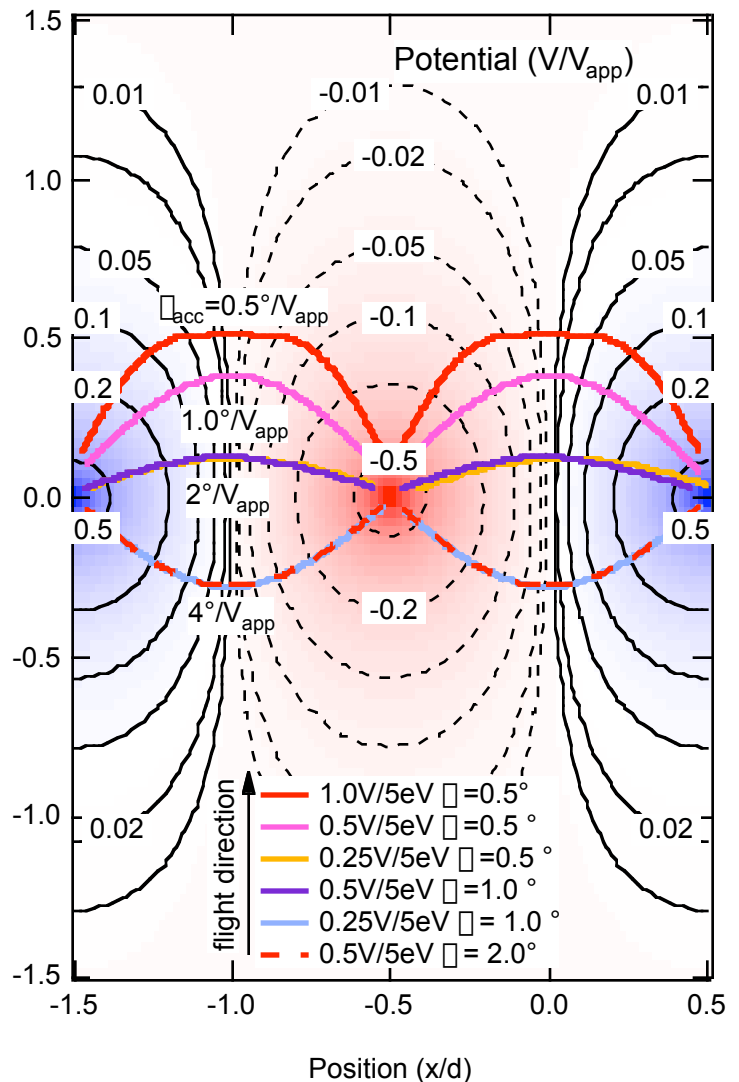 1.5
Potential (V/Vapp)
0.01
-0.01
0.01
-0.02
1.0
0.05
-0.05
0.05
□acc=0.5°/Vapp
0.1
-0.1
0.1
0.5
0.2
0.2
1.0°/Vapp
-0.5
0.0
2°/Vapp
0.5
0.5
4°/Vapp
-0.2
-0.5
flight direction
1.0V/5eV □=0.5°
0.5V/5eV □=0.5 °
0.25V/5eV □=0.5 °
0.5V/5eV □=1.0 °
0.25V/5eV □= 1.0 °
0.5V/5eV □= 2.0°
-1.0
0.02
0.02
-1.5
-1.5
-1.0
-0.5
0.0
0.5
Position (x/d)